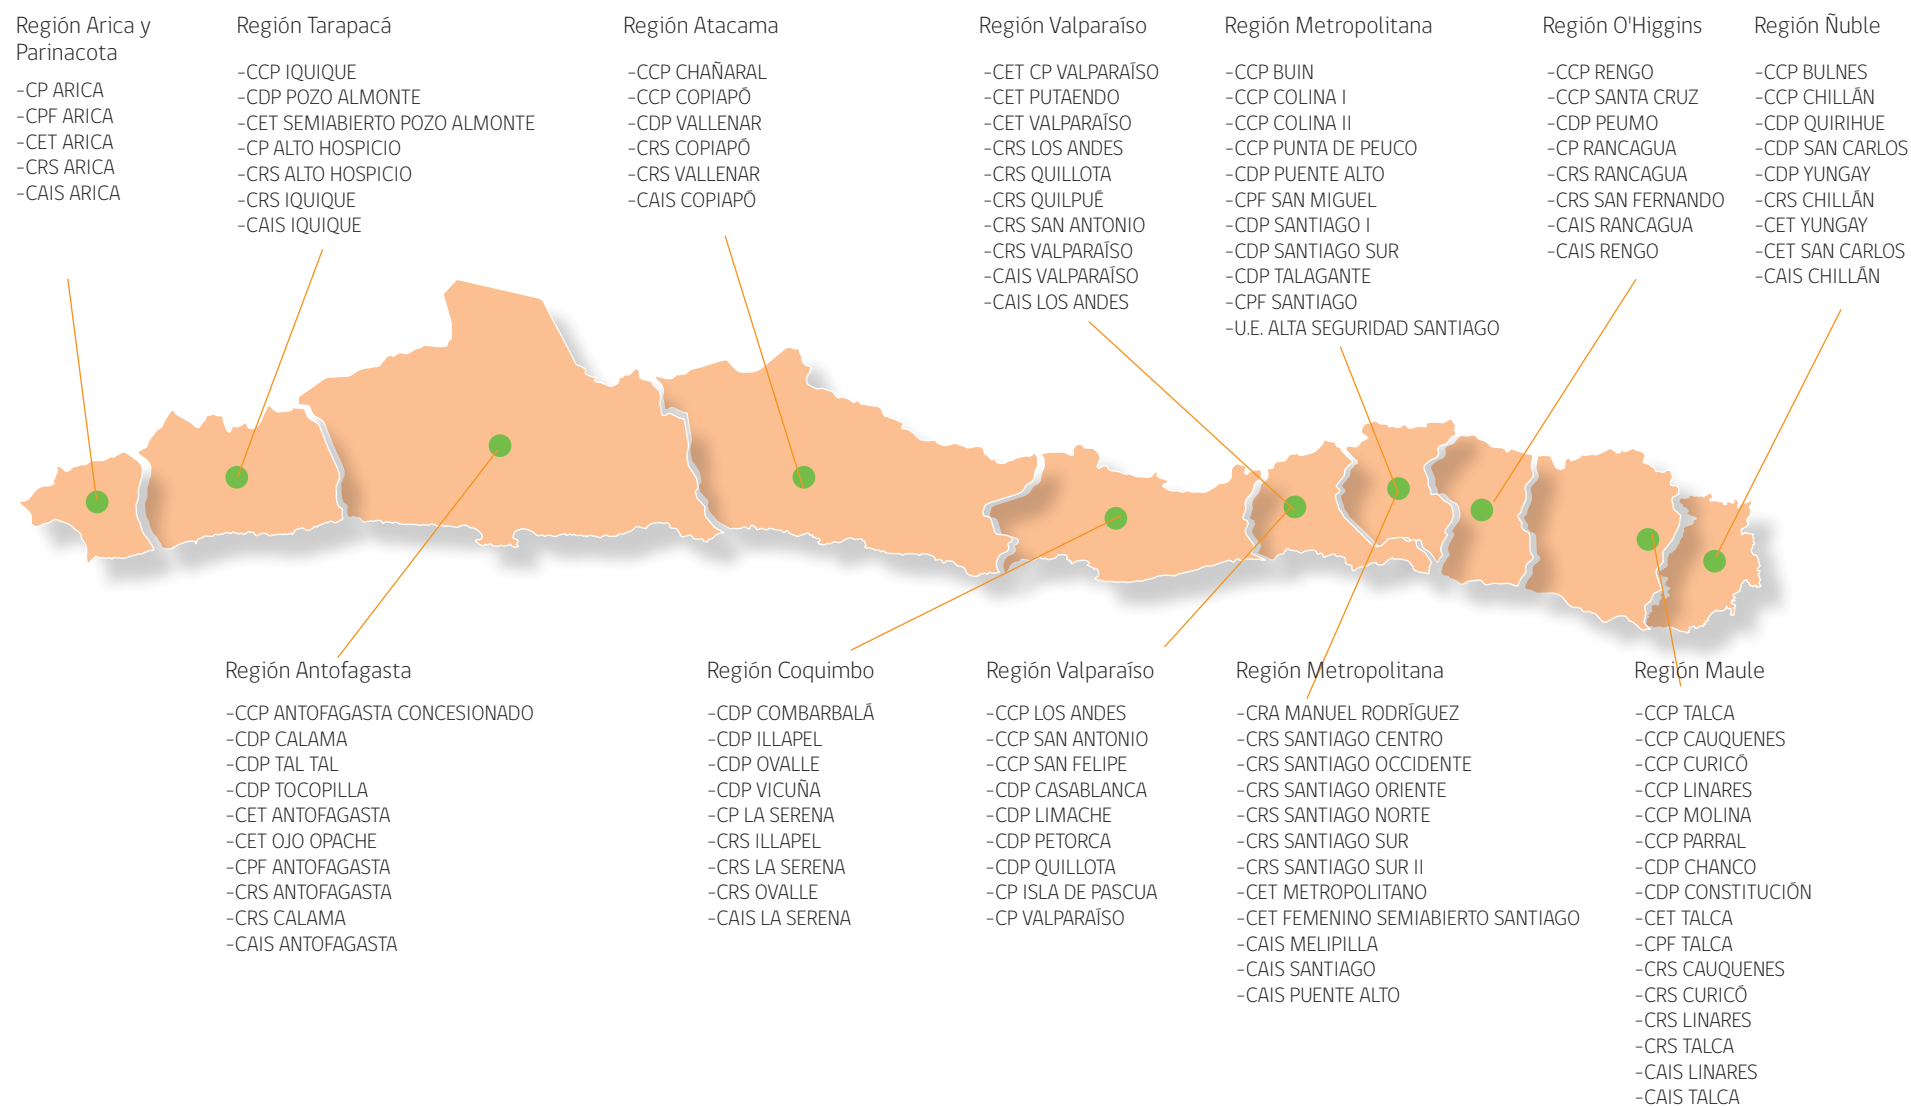 Región Arica y
Parinacota
-CP ARICA
-CPF ARICA
-CET ARICA
-CRS ARICA
-CAIS ARICA
Región Tarapacá
-CCP IQUIQUE
-CDP POZO ALMONTE
-CET SEMIABIERTO POZO ALMONTE
-CP ALTO HOSPICIO
-CRS ALTO HOSPICIO
-CRS IQUIQUE
-CAIS IQUIQUE
Región Atacama
-CCP CHAÑARAL
-CCP COPIAPÓ
-CDP VALLENAR
-CRS COPIAPÓ
-CRS VALLENAR
-CAIS COPIAPÓ
Región Valparaíso
-CET CP VALPARAÍSO
-CET PUTAENDO
-CET VALPARAÍSO
-CRS LOS ANDES
-CRS QUILLOTA
-CRS QUILPUÉ
-CRS SAN ANTONIO
-CRS VALPARAÍSO
-CAIS VALPARAÍSO
-CAIS LOS ANDES
Región Metropolitana
-CCP BUIN
-CCP COLINA I
-CCP COLINA II
-CCP PUNTA DE PEUCO
-CDP PUENTE ALTO
-CPF SAN MIGUEL
-CDP SANTIAGO I
-CDP SANTIAGO SUR
-CDP TALAGANTE
-CPF SANTIAGO
-U.E. ALTA SEGURIDAD SANTIAGO
Región O'Higgins
-CCP RENGO
-CCP SANTA CRUZ
-CDP PEUMO
-CP RANCAGUA
-CRS RANCAGUA
-CRS SAN FERNANDO
-CAIS RANCAGUA
-CAIS RENGO
Región Ñuble
-CCP BULNES
-CCP CHILLÁN
-CDP QUIRIHUE
-CDP SAN CARLOS
-CDP YUNGAY
-CRS CHILLÁN
-CET YUNGAY
-CET SAN CARLOS
-CAIS CHILLÁN
Región Antofagasta
-CCP ANTOFAGASTA CONCESIONADO
-CDP CALAMA
-CDP TAL TAL
-CDP TOCOPILLA
-CET ANTOFAGASTA
-CET OJO OPACHE
-CPF ANTOFAGASTA
-CRS ANTOFAGASTA
-CRS CALAMA
-CAIS ANTOFAGASTA
Región Coquimbo
-CDP COMBARBALÁ
-CDP ILLAPEL
-CDP OVALLE
-CDP VICUÑA
-CP LA SERENA
-CRS ILLAPEL
-CRS LA SERENA
-CRS OVALLE
-CAIS LA SERENA
Región Valparaíso
-CCP LOS ANDES
-CCP SAN ANTONIO
-CCP SAN FELIPE
-CDP CASABLANCA
-CDP LIMACHE
-CDP PETORCA
-CDP QUILLOTA
-CP ISLA DE PASCUA
-CP VALPARAÍSO
Región Metropolitana
-CRA MANUEL RODRÍGUEZ
-CRS SANTIAGO CENTRO
-CRS SANTIAGO OCCIDENTE
-CRS SANTIAGO ORIENTE
-CRS SANTIAGO NORTE
-CRS SANTIAGO SUR
-CRS SANTIAGO SUR II
-CET METROPOLITANO
-CET FEMENINO SEMIABIERTO SANTIAGO
-CAIS MELIPILLA
-CAIS SANTIAGO
-CAIS PUENTE ALTO
Región Maule
-CCP TALCA
-CCP CAUQUENES
-CCP CURICÓ
-CCP LINARES
-CCP MOLINA
-CCP PARRAL
-CDP CHANCO
-CDP CONSTITUCIÓN
-CET TALCA
-CPF TALCA
-CRS CAUQUENES
-CRS CURICÓ
-CRS LINARES
-CRS TALCA
-CAIS LINARES
-CAIS TALCA